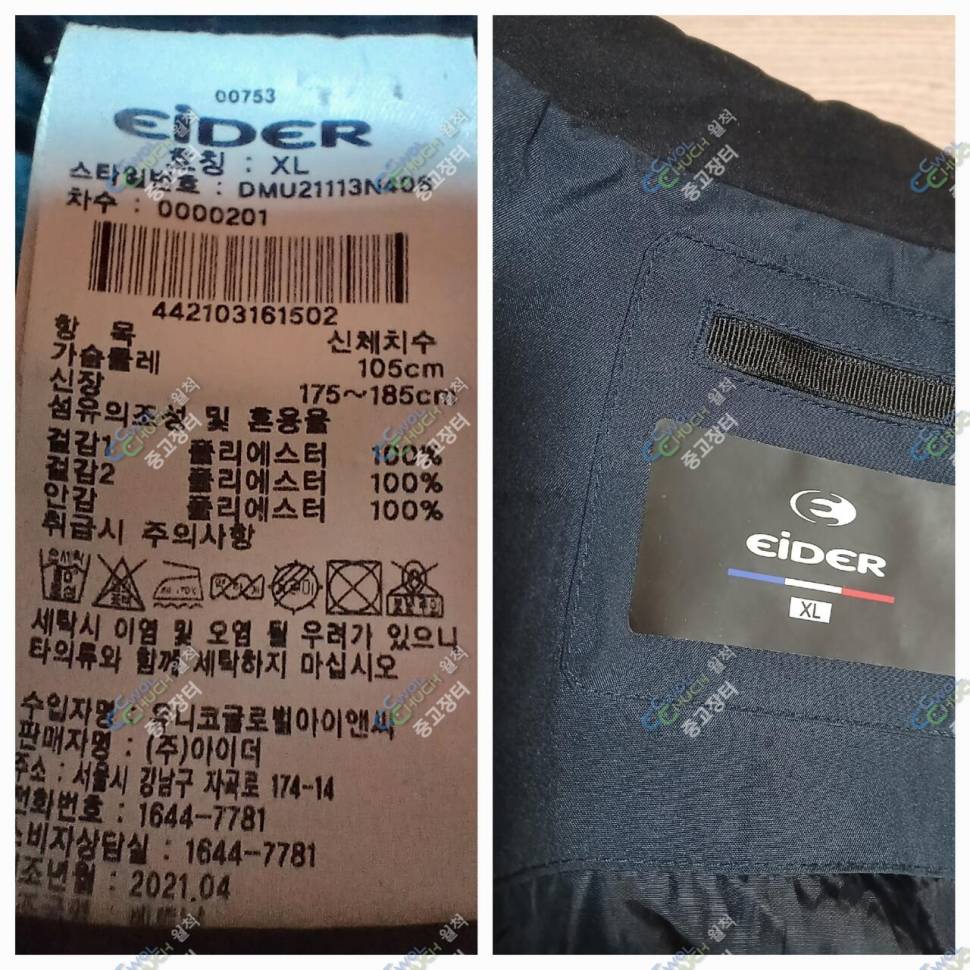 00753
EiDER
호칭 : XL
스타일번호 : DMU21113N406
차수 : 0000201
442103161502
항 목 신체치수
가슴둘레 105cm
신장 175~185cm
섬유의조성 및 혼용율
겉감1 폴리에스터 100%
겉감2 폴리에스터 100%
안감 폴리에스터 100%
취급시 주의사항
손세탁
세탁시 이염 및 오염 될 우려가 있으니
타의류와 함께 세탁하지 마십시오
수입자명 : 유니코글로벌아이앤씨
판매자명 : (주)아이더
주소 : 서울시 강남구 자곡로 174-14
전화번호 : 1644-7781
소비자상담실 : 1644-7781
제조년월 : 2021.04
EiDER
XL
CWOL CHUCH 월척 중고장터